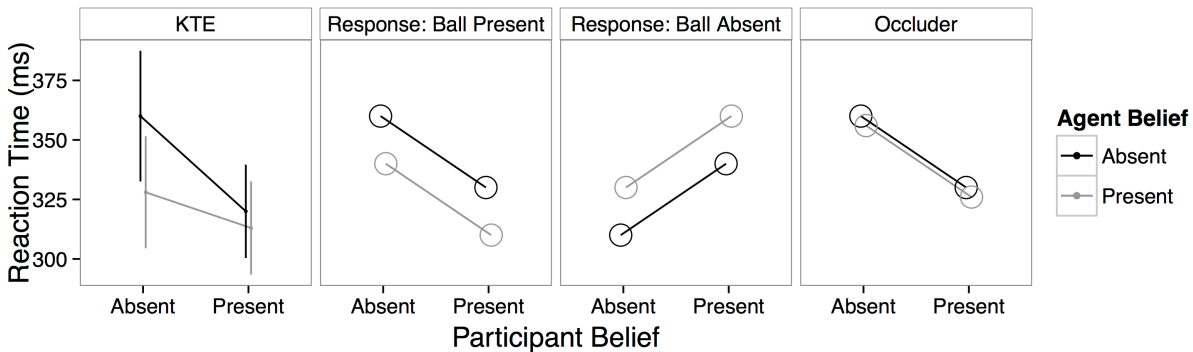 KTE
Response: Ball Present
Response: Ball Absent
Occluder
Reaction Time (ms)
375
350
325
300
Absent Present
Absent Present
Absent Present
Absent Present
Participant Belief
Agent Belief
Absent
Present